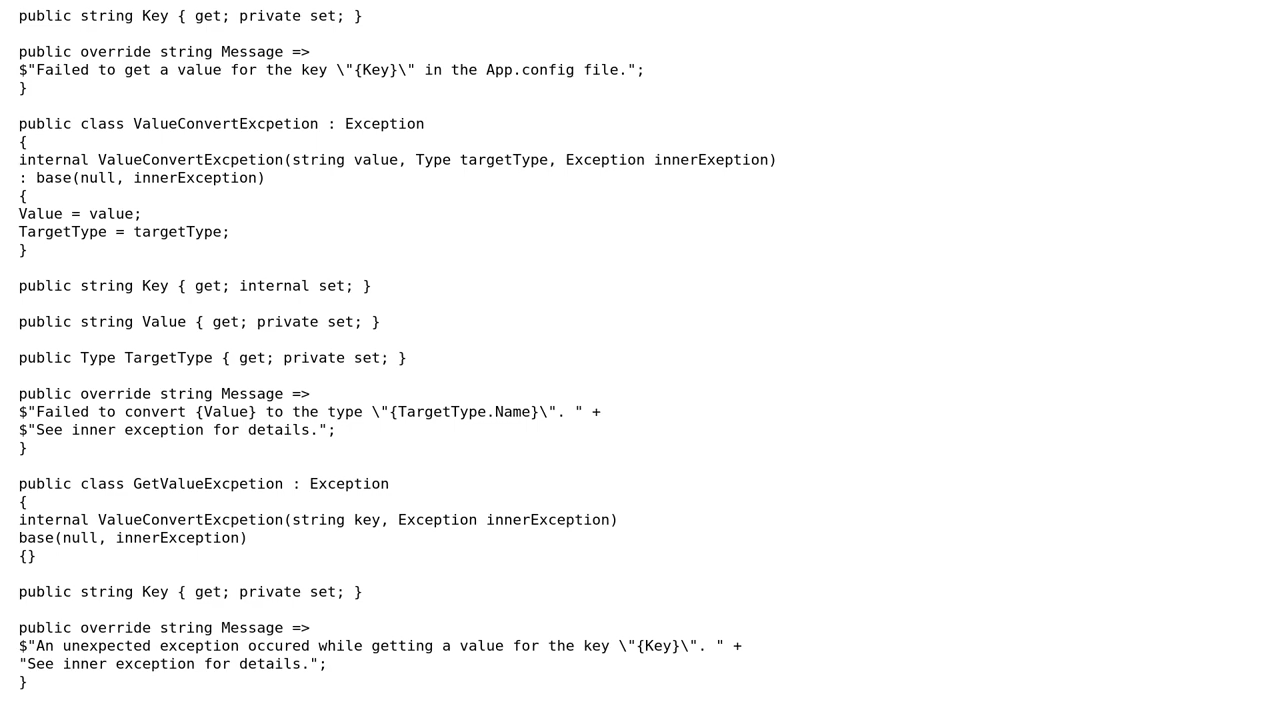 public string Key { get; private set; }
public override string Message =>
$"Failed to get a value for the key \"{Key}\" in the App.config file.";
}
public class ValueConvertExcpetion : Exception
{
internal ValueConvertExcpetion(string value, Type targetType, Exception innerExeption)
: base(null, innerException)
{
Value = value;
TargetType = targetType;
}
public string Key { get; internal set; }
public string Value { get; private set; }
public Type TargetType { get; private set; }
public override string Message =>
$"Failed to convert {Value} to the type \"{TargetType.Name}\". " +
$"See inner exception for details.";
}
public class GetValueExcpetion : Exception
{
internal ValueConvertExcpetion(string key, Exception innerException)
base(null, innerException)
{}
public string Key { get; private set; }
public override string Message =>
$"An unexpected exception occured while getting a value for the key \"{Key}\". " +
"See inner exception for details.";
}